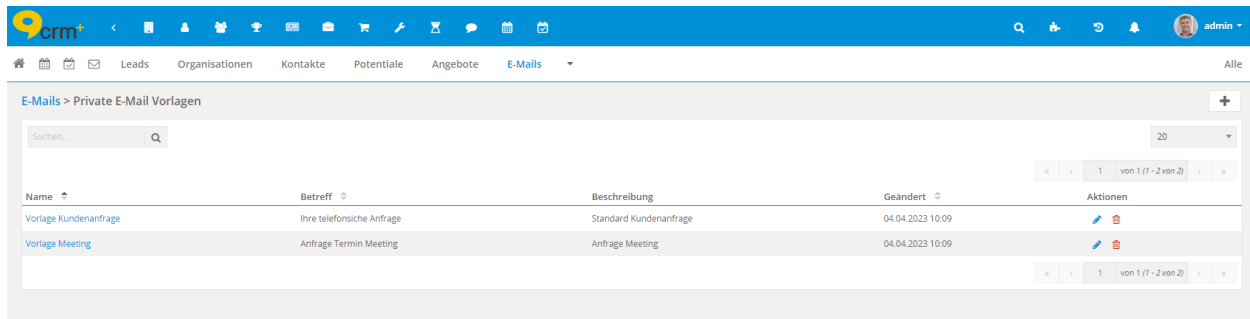 9crm+ admin
Leads Organisationen Kontakte Potentiale Angebote E-Mails Alle
E-Mails > Private E-Mail Vorlagen
Suchen... 20
« ‹ 1 von 1 (1 - 2 von 2) › »
Name Betreff Beschreibung Geändert Aktionen
Vorlage Kundenanfrage Ihre telefonsiche Anfrage Standard Kundenanfrage 04.04.2023 10:09
Vorlage Meeting Anfrage Termin Meeting Anfrage Meeting 04.04.2023 10:09
« ‹ 1 von 1 (1 - 2 von 2) › »